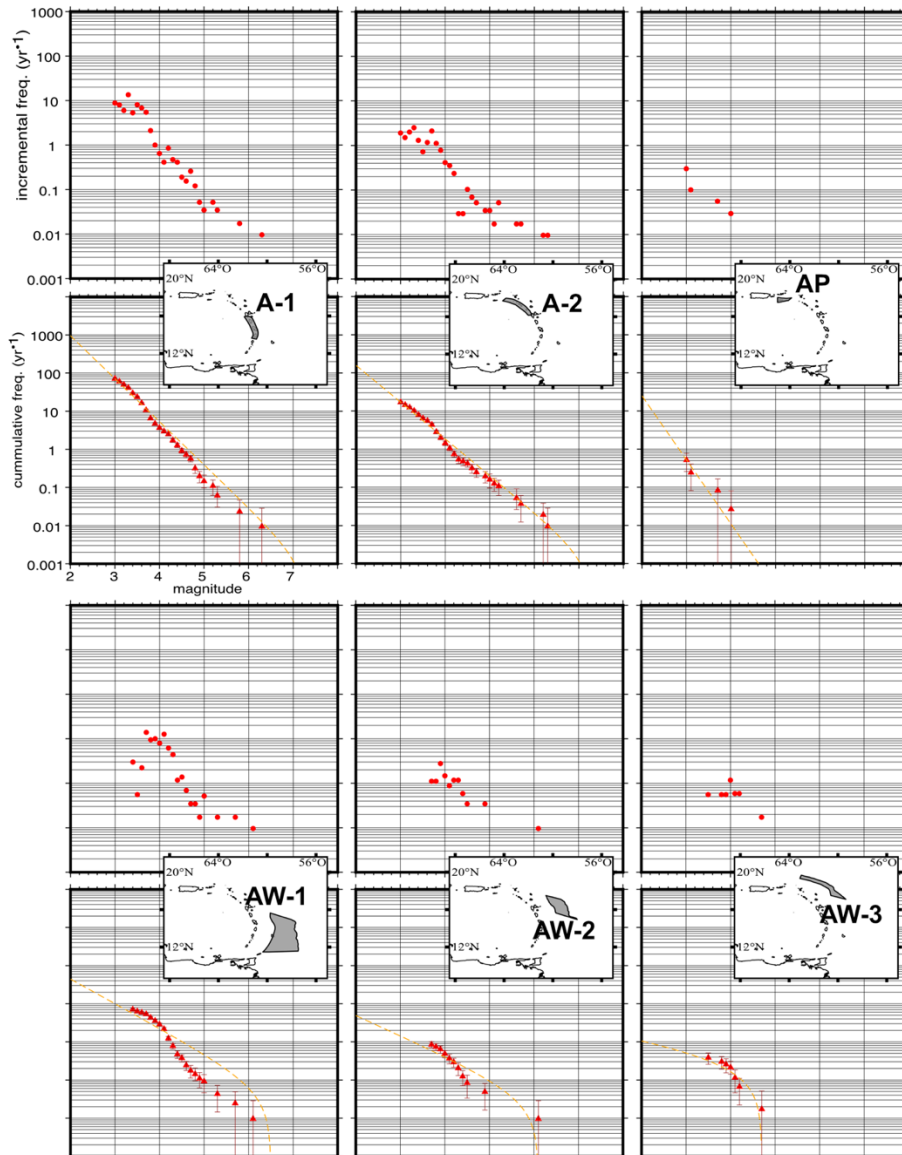 1000
100
10
1
0.1
0.01
0.001
incremental freq. (yr⁻¹)
64°O
56°O
20°N
12°N
A-1
64°O
56°O
20°N
12°N
A-2
64°O
56°O
20°N
12°N
AP
1000
100
10
1
0.1
0.01
0.001
cummulative freq. (yr⁻¹)
2 3 4 5 6 7
magnitude
64°O
56°O
20°N
12°N
AW-1
64°O
56°O
20°N
12°N
AW-2
64°O
56°O
20°N
12°N
AW-3